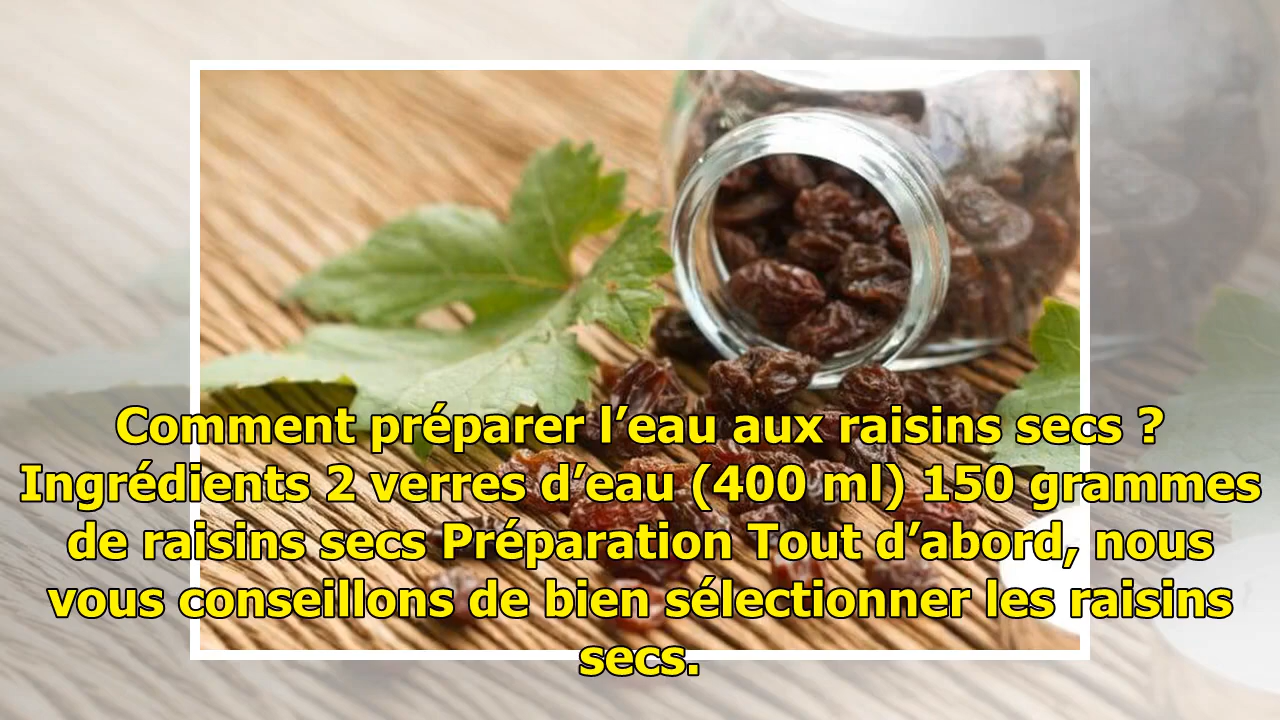 Comment préparer l’eau aux raisins secs ?
Ingrédients 2 verres d’eau (400 ml) 150 grammes
de raisins secs Préparation Tout d’abord, nous
vous conseillons de bien sélectionner les raisins
secs.